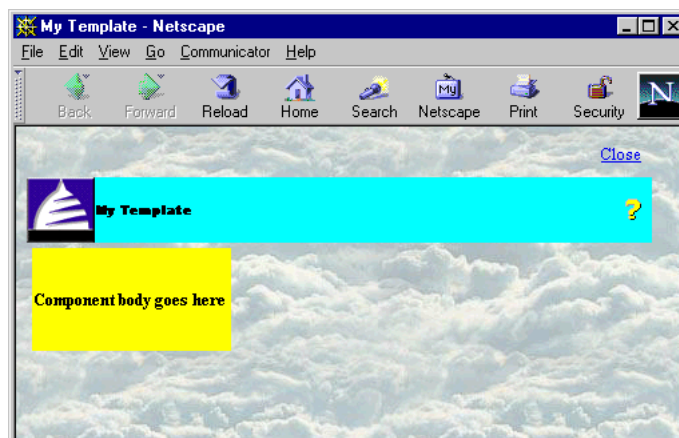 My Template - Netscape
File Edit View Go Communicator Help
My
N
Back Forward Reload Home Search Netscape Print Security
Close
My Template
?
Component body goes here